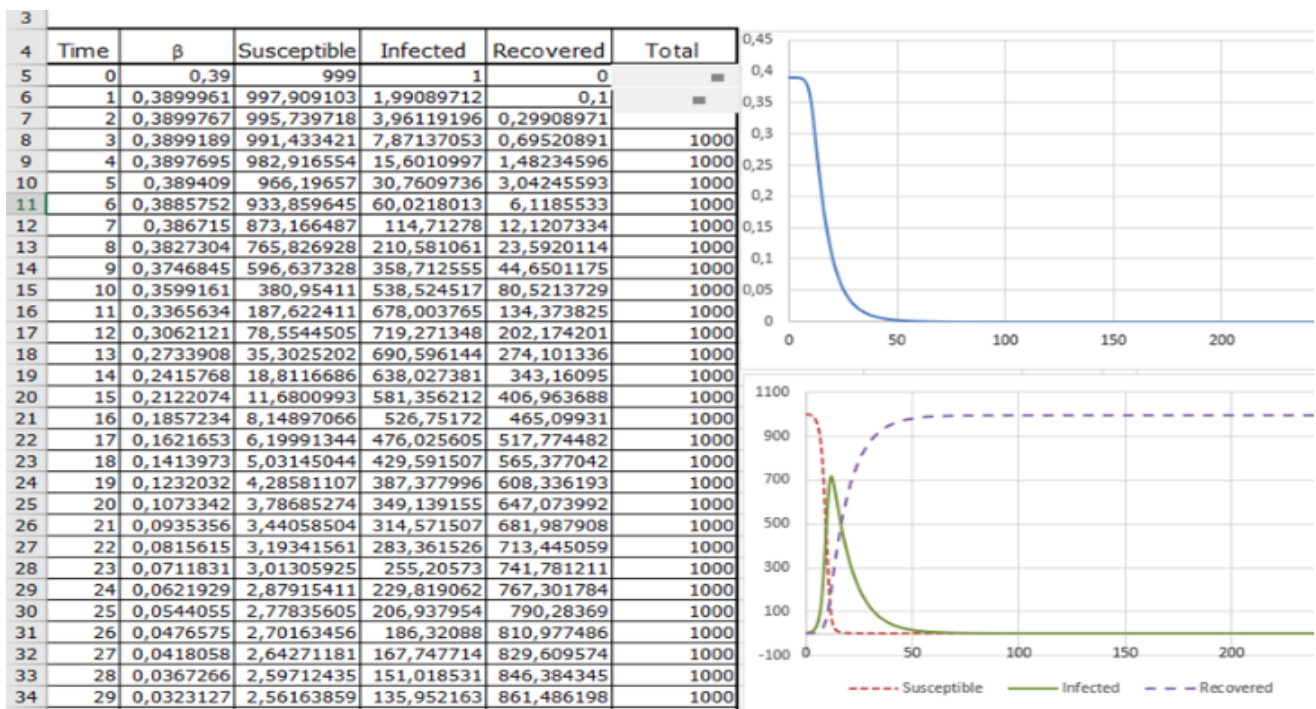 3
4 Time β Susceptible Infected Recovered Total
5 0 0,39 999 1 0
6 1 0,3899961 997,909103 1,99089712 0,1
7 2 0,3899767 995,739718 3,96119196 0,29908971
8 3 0,3899189 991,433421 7,87137053 0,69520891 1000
9 4 0,3897695 982,916554 15,6010997 1,48234596 1000
10 5 0,389409 966,19657 30,7609736 3,04245593 1000
11 6 0,3885752 933,859645 60,0218013 6,1185533 1000
12 7 0,386715 873,166487 114,71278 12,1207334 1000
13 8 0,3827304 765,826928 210,581061 23,5920114 1000
14 9 0,3746845 596,637328 358,712555 44,6501175 1000
15 10 0,3599161 380,95411 538,524517 80,5213729 1000
16 11 0,3365634 187,622411 678,003765 134,373825 1000
17 12 0,3062121 78,5544505 719,271348 202,174201 1000
18 13 0,2733908 35,3025202 690,596144 274,101336 1000
19 14 0,2415768 18,8116686 638,027381 343,16095 1000
20 15 0,2122074 11,6800993 581,356212 406,963688 1000
21 16 0,1857234 8,14897066 526,75172 465,09931 1000
22 17 0,1621653 6,19991344 476,025605 517,774482 1000
23 18 0,1413973 5,03145044 429,591507 565,377042 1000
24 19 0,1232032 4,28581107 387,377996 608,336193 1000
25 20 0,1073342 3,78685274 349,139155 647,073992 1000
26 21 0,0935356 3,44058504 314,571507 681,987908 1000
27 22 0,0815615 3,19341561 283,361526 713,445059 1000
28 23 0,0711831 3,01305925 255,20573 741,781211 1000
29 24 0,0621929 2,87915411 229,819062 767,301784 1000
30 25 0,0544055 2,77835605 206,937954 790,28369 1000
31 26 0,0476575 2,70163456 186,32088 810,977486 1000
32 27 0,0418058 2,64271181 167,747714 829,609574 1000
33 28 0,0367266 2,59712435 151,018531 846,384345 1000
34 29 0,0323127 2,56163859 135,952163 861,486198 1000
0,45
0,4
0,35
0,3
0,25
0,2
0,15
0,1
0,05
0
0 50 100 150 200
1100
900
700
500
300
100
-100
0 50 100 150 200
Susceptible Infected Recovered